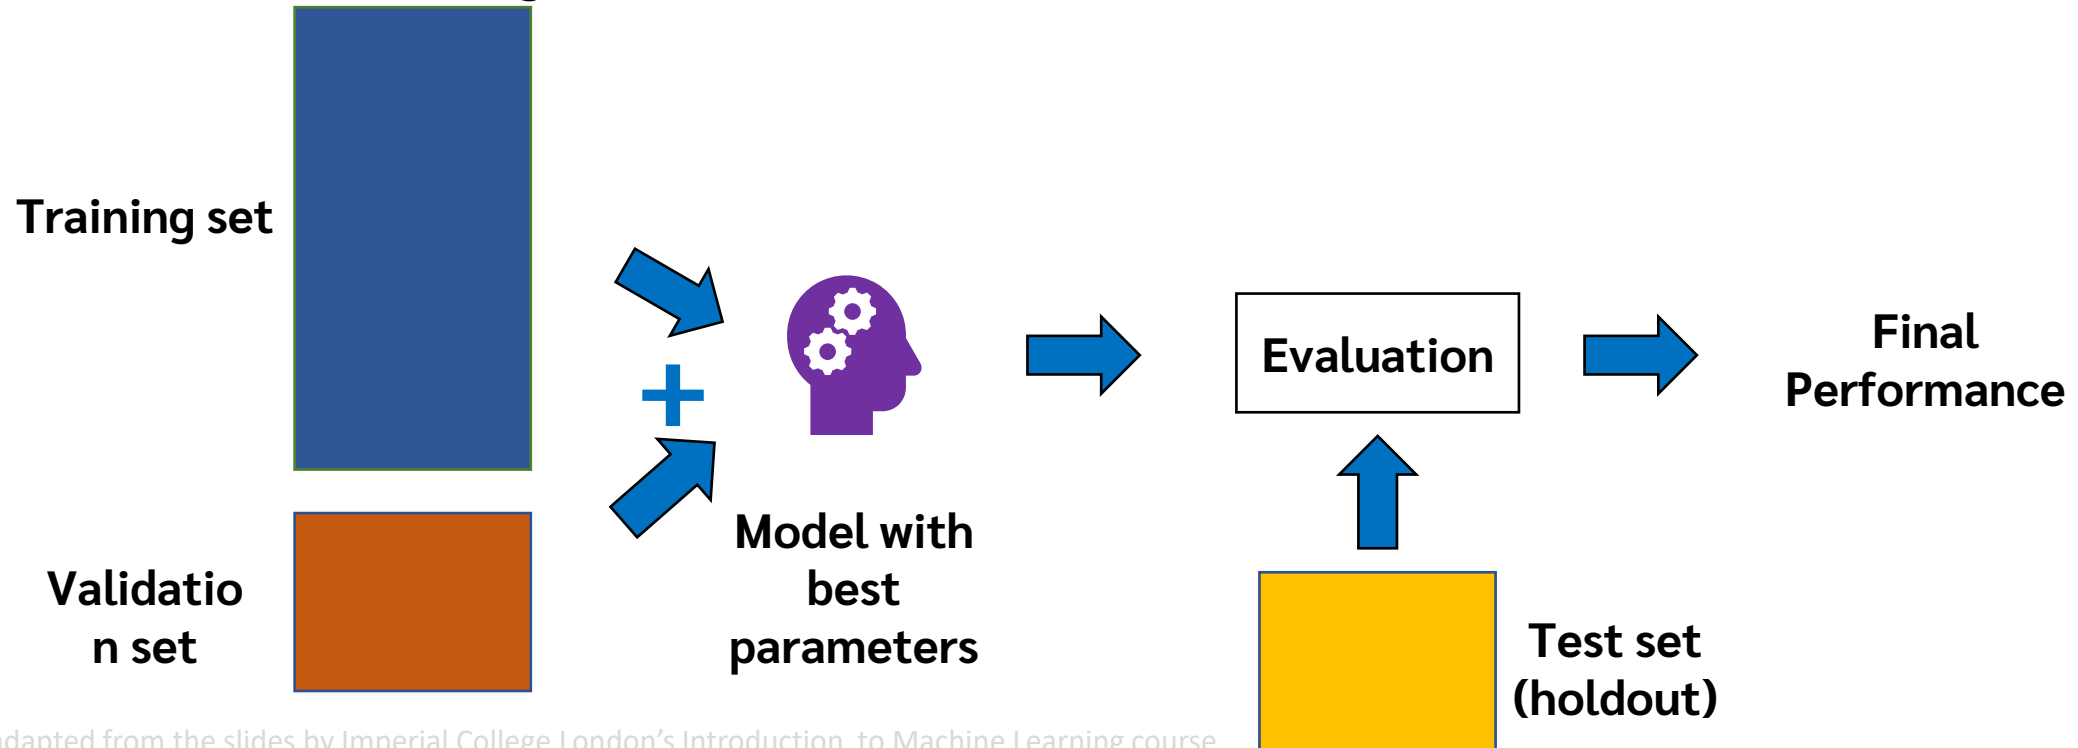 Training set
Validatio
n set
Model with
best
parameters
Evaluation
Final
Performance
Test set
(holdout)
adapted from the slides by Imperial College London's Introduction to Machine Learning course